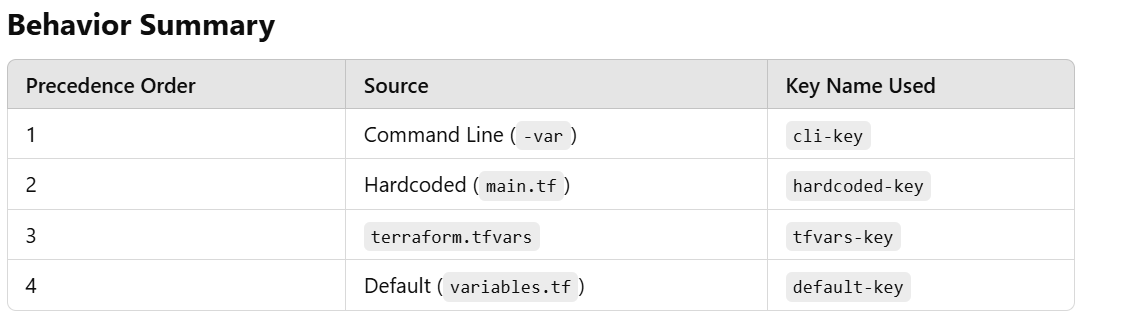 Behavior Summary
Precedence Order Source Key Name Used
1 Command Line (-var) cli-key
2 Hardcoded (main.tf) hardcoded-key
3 terraform.tfvars tfvars-key
4 Default (variables.tf) default-key